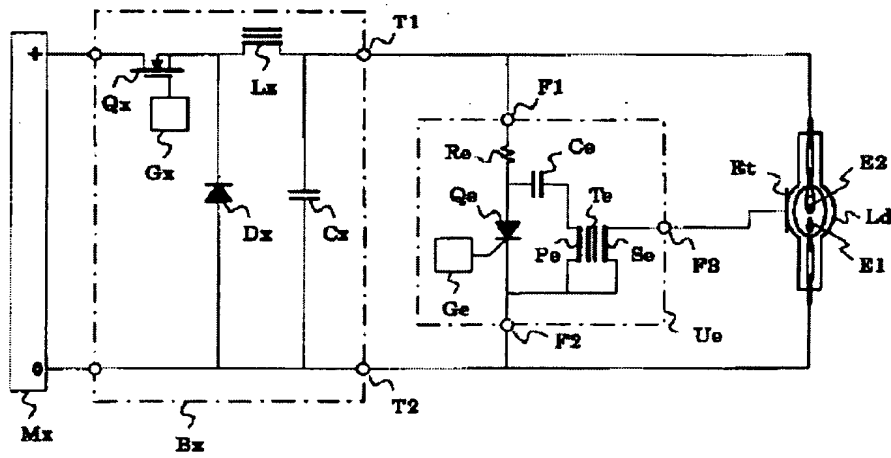 T1
+
Qx
Lx
F1
Gx
Re
Ce
Et
E2
Qe
Te
Ld
Dx
Cx
Pe
Se
F3
E1
Ge
Ue
F2
0
T2
Mx
Bx